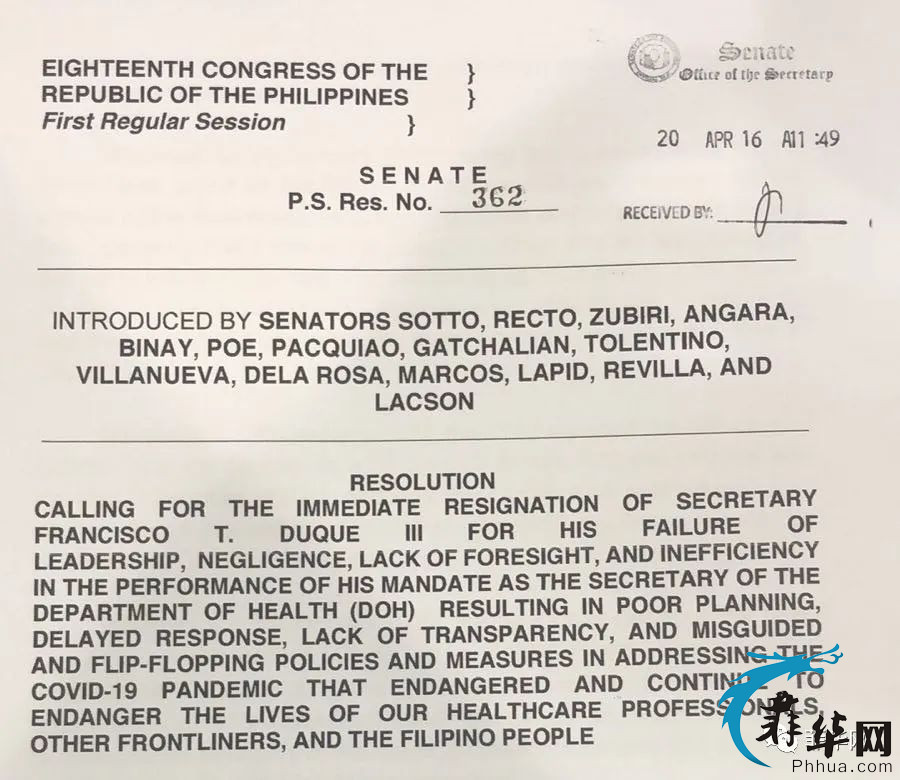 EIGHTEENTH CONGRESS OF THE }
REPUBLIC OF THE PHILIPPINES }
First Regular Session }
Senate
Office of the Secretary
20 APR 16 A11:49
SENATE
P.S. Res. No. 362
RECEIVED BY:
INTRODUCED BY SENATORS SOTTO, RECTO, ZUBIRI, ANGARA,
BINAY, POE, PACQUIAO, GATCHALIAN, TOLENTINO,
VILLANUEVA, DELA ROSA, MARCOS, LAPID, REVILLA, AND
LACSON
RESOLUTION
CALLING FOR THE IMMEDIATE RESIGNATION OF SECRETARY
FRANCISCO T. DUQUE III FOR HIS FAILURE OF
LEADERSHIP, NEGLIGENCE, LACK OF FORESIGHT, AND INEFFICIENCY
IN THE PERFORMANCE OF HIS MANDATE AS THE SECRETARY OF THE
DEPARTMENT OF HEALTH (DOH) RESULTING IN POOR PLANNING,
DELAYED RESPONSE, LACK OF TRANSPARENCY, AND MISGUIDED
AND FLIP-FLOPPING POLICIES AND MEASURES IN ADDRESSING THE
COVID-19 PANDEMIC THAT ENDANGERED AND CONTINUE TO
ENDANGER THE LIVES OF OUR HEALTHCARE PROFESSIONALS,
OTHER FRONTLINERS, AND THE FILIPINO PEOPLE
菲华网
Phhua.com